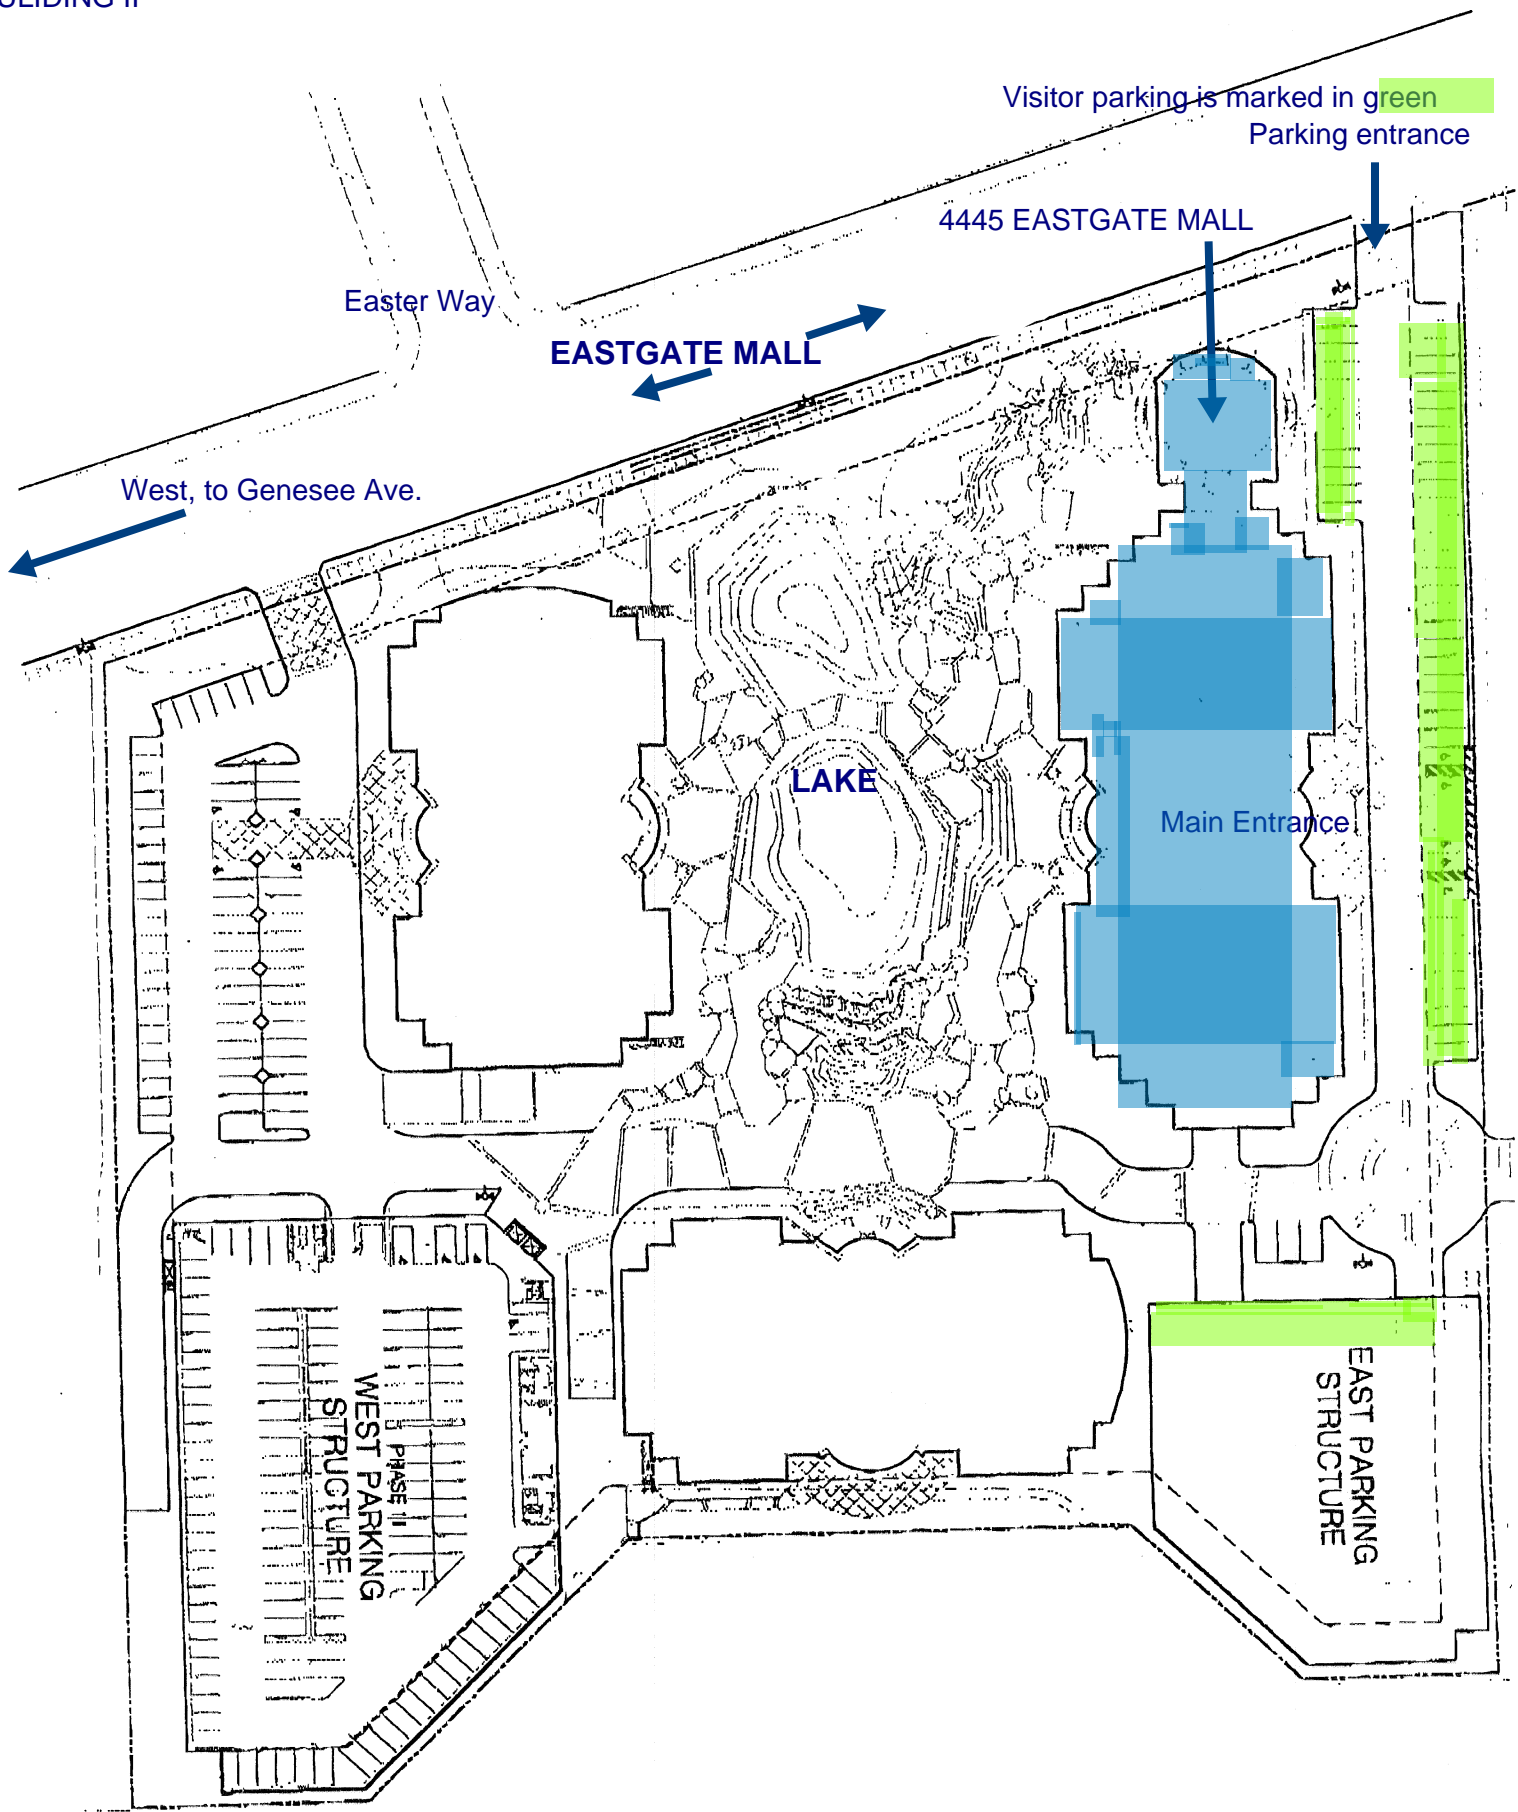 Visitor parking is marked in green
Parking entrance
4445 EASTGATE MALL
Easter Way
EASTGATE MALL
West, to Genesee Ave.
LAKE
Main Entrance
WEST PARKING
STRUCTURE
PHASE III
EAST PARKING
STRUCTURE